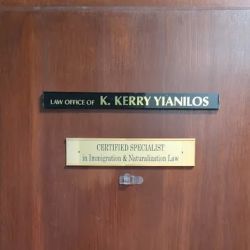 LAW OFFICE OF K. KERRY YIANILOS
CERTIFIED SPECIALIST
in Immigration & Naturalization Law